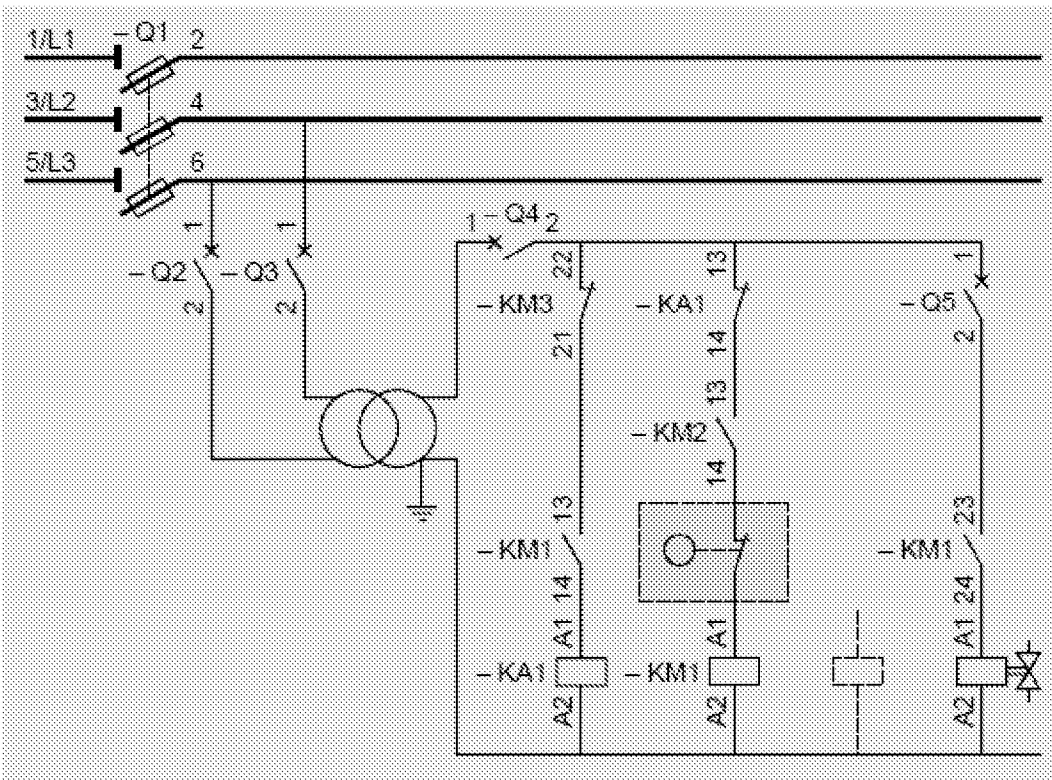 1/L1
– Q1
2
3/L2
4
5/L3
6
1
1
– Q2
– Q3
2
2
1
– Q4
2
22
– KM3
21
13
– KA1
14
1
– Q5
2
13
– KM2
14
13
– KM1
14
23
– KM1
24
A1
– KA1
A2
A1
– KM1
A2
A1
A2